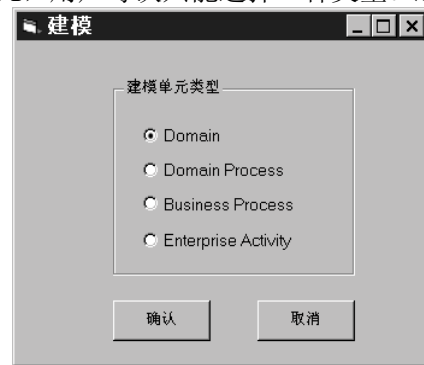 建模
建模单元类型
Domain
Domain Process
Business Process
Enterprise Activity
确认
取消